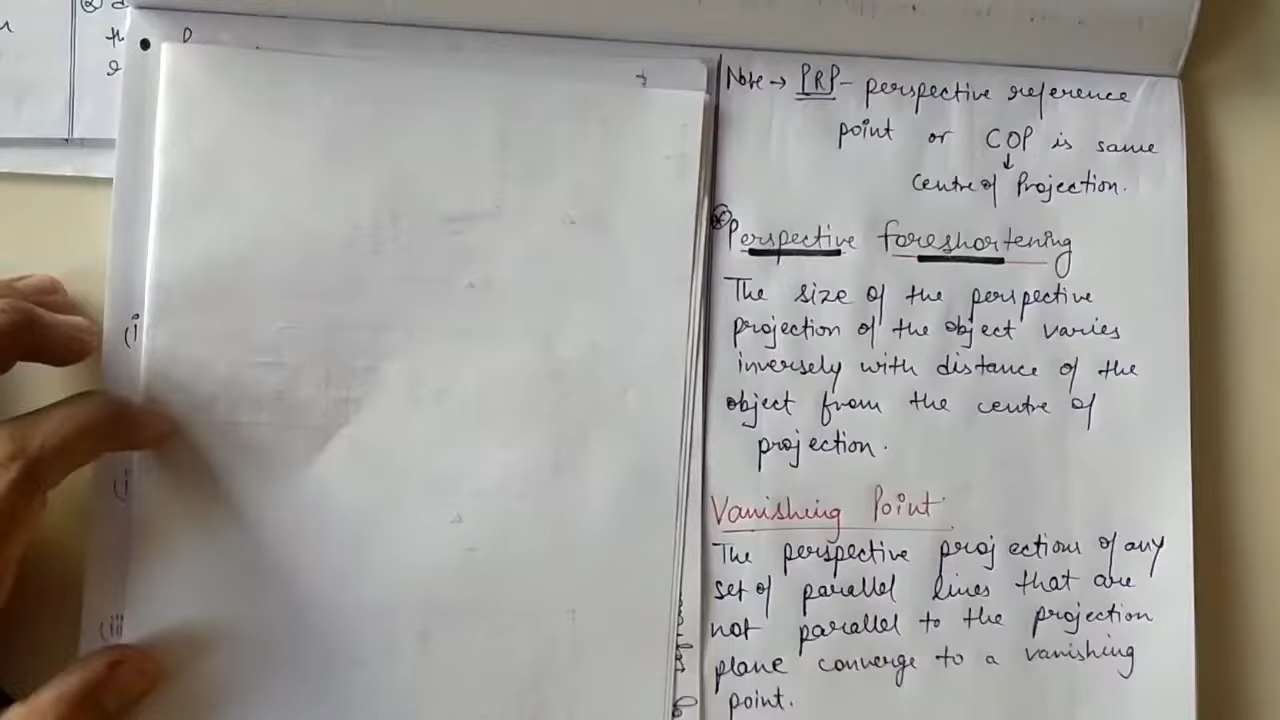 Note → PRP - perspective reference
point or COP is same
↓
Centre of Projection.
Perspective foreshortening
The size of the perspective
projection of the object varies
inversely with distance of the
object from the centre of
projection.
Vanishing Point
The perspective projections of any
set of parallel lines that are
not parallel to the projection
plane converge to a vanishing
point.
(i
(i
(iii